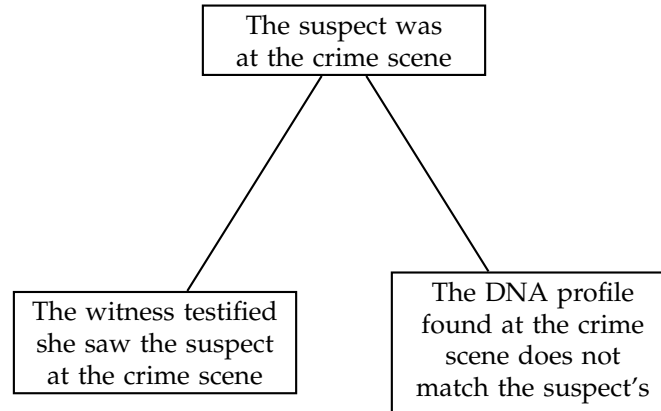 The suspect was
at the crime scene
The witness testified
she saw the suspect
at the crime scene
The DNA profile
found at the crime
scene does not
match the suspect's